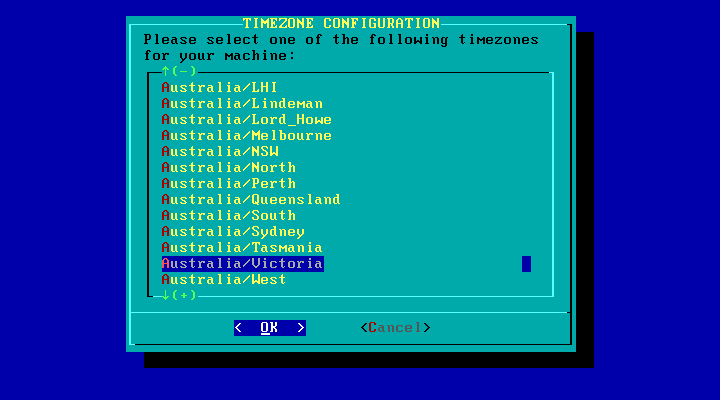 TIMEZONE CONFIGURATION
Please select one of the following timezones
for your machine:
↑(-)
Australia/LHI
Australia/Lindeman
Australia/Lord_Howe
Australia/Melbourne
Australia/NSW
Australia/North
Australia/Perth
Australia/Queensland
Australia/South
Australia/Sydney
Australia/Tasmania
Australia/Victoria
Australia/West
↓(+)
< OK > <Cancel>